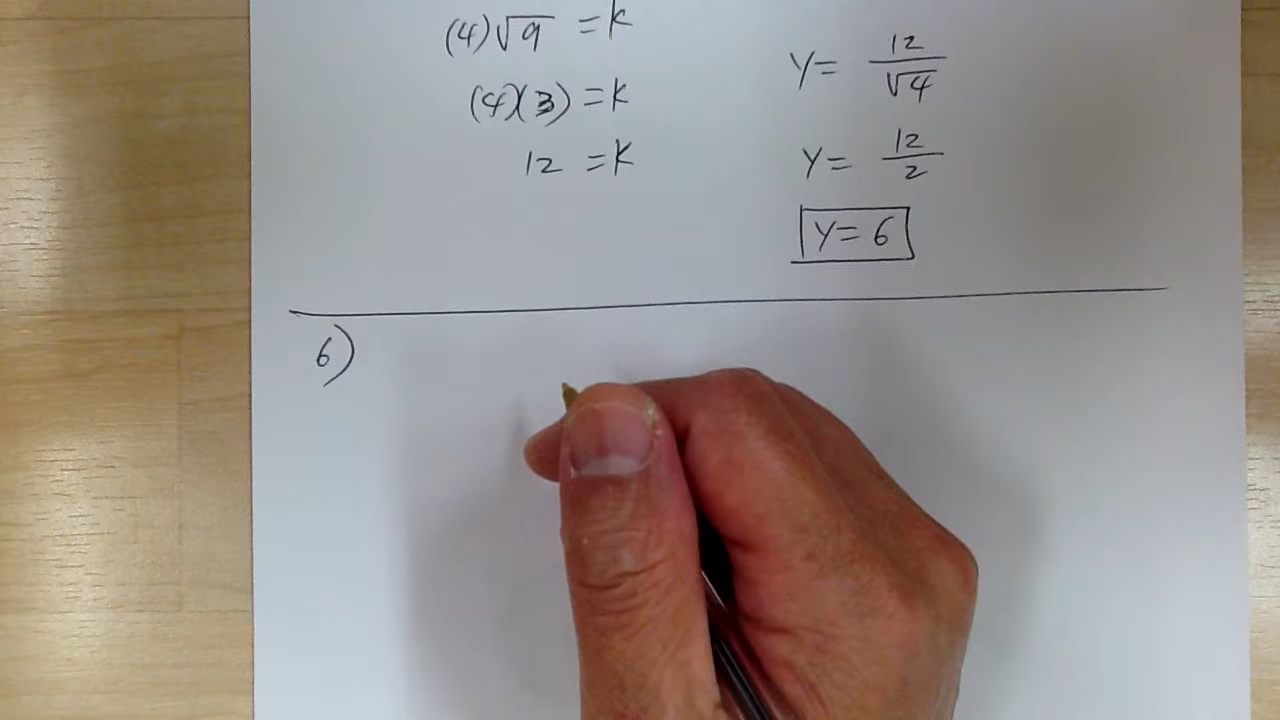 (4)√9 = K
(4)(3) = K
12 = K
Y = 12/√4
Y = 12/2
Y = 6
6)